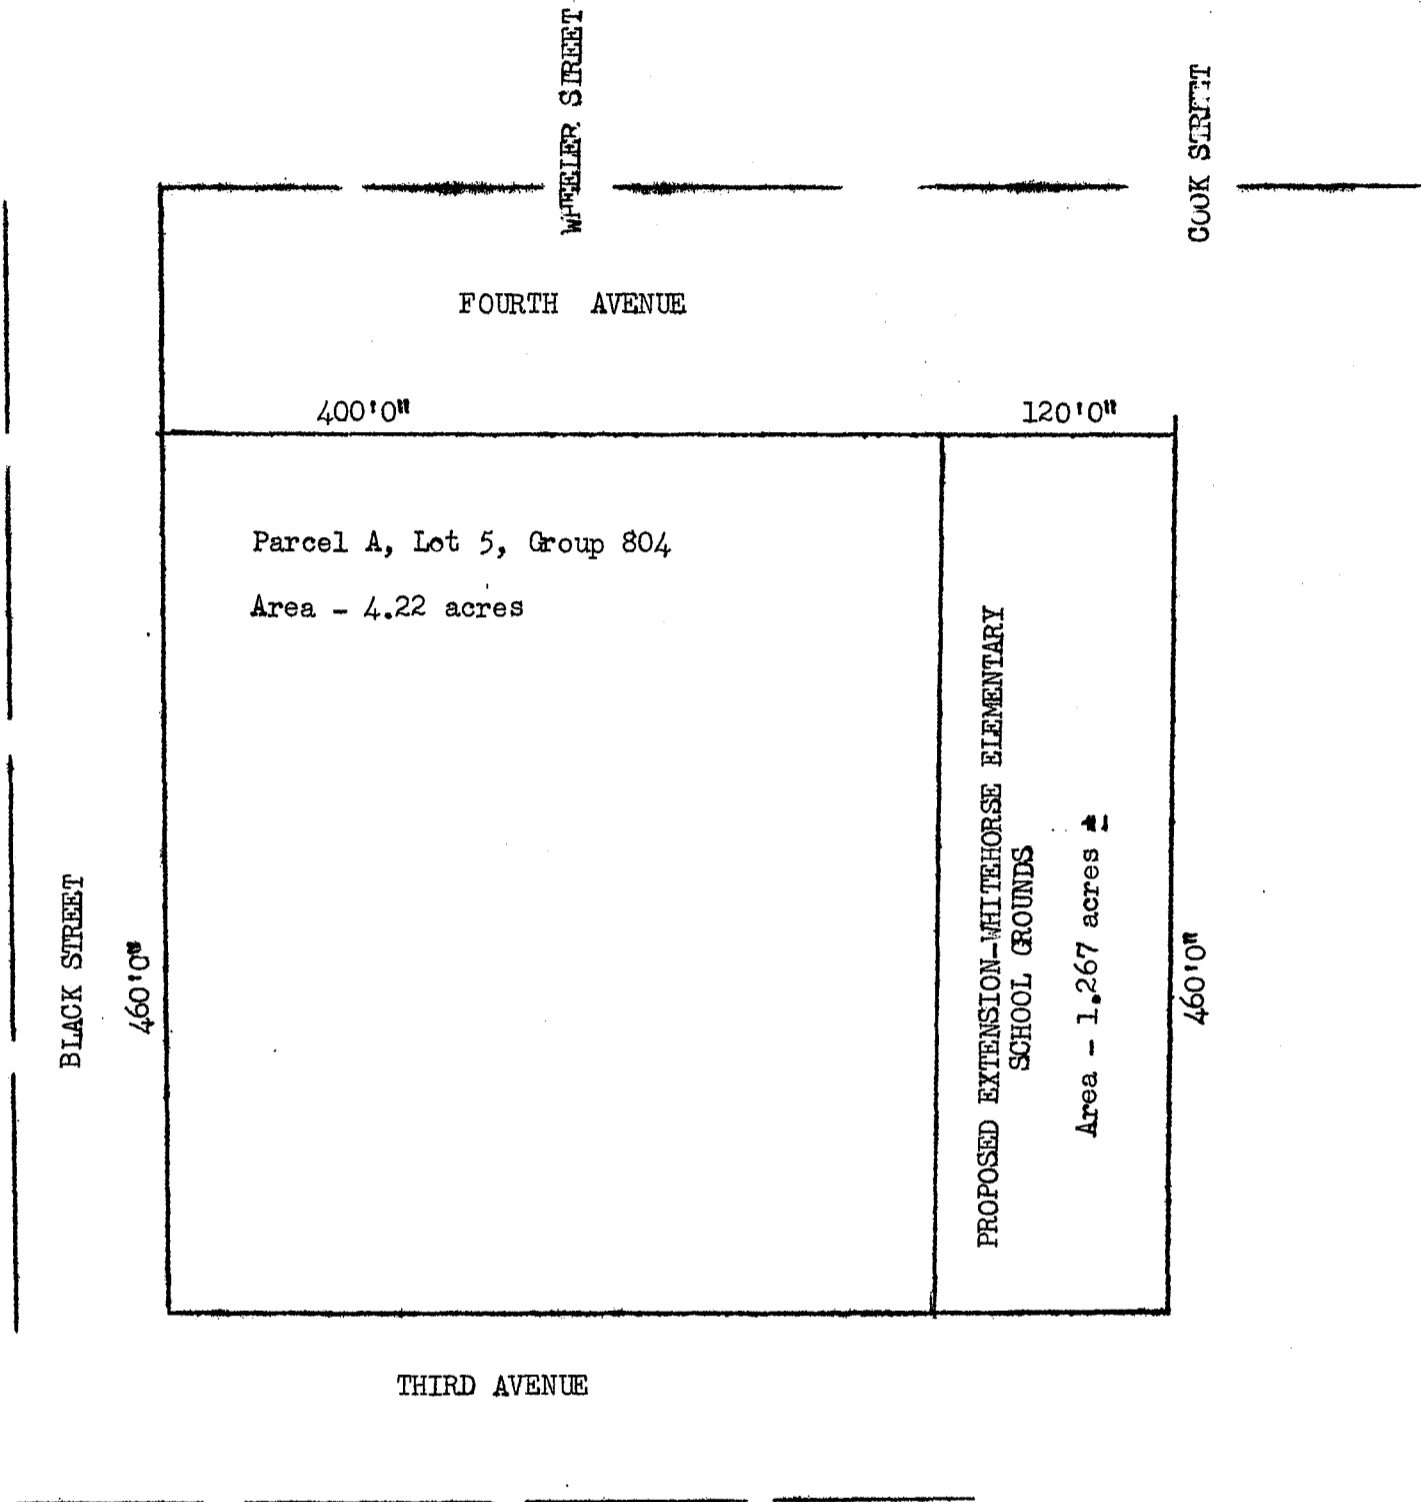 WHEELER STREET
COOK STREET
FOURTH AVENUE
400'0"
120'0"
Parcel A, Lot 5, Group 804
Area - 4.22 acres
BLACK STREET
460'0"
PROPOSED EXTENSION-WHITEHORSE ELEMENTARY
SCHOOL GROUNDS
Area - 1.267 acres ±
460'0"
THIRD AVENUE